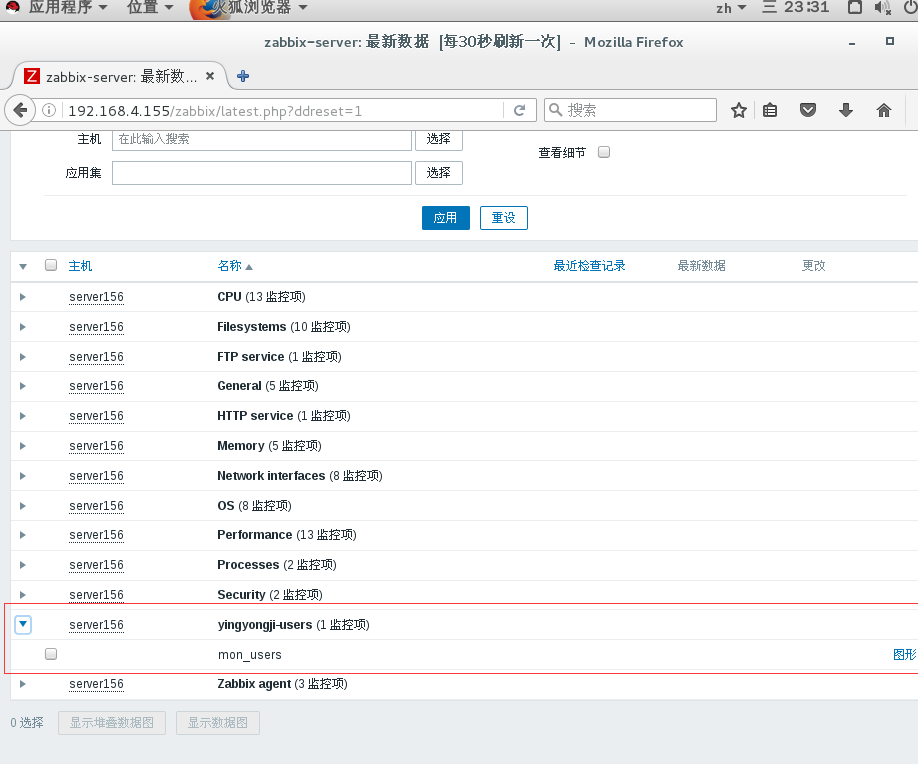 应用程序 位置 火狐浏览器 zh 三 23:31
zabbix-server: 最新数据 [每30秒刷新一次] - Mozilla Firefox
zabbix-server: 最新数...
192.168.4.155/zabbix/latest.php?ddreset=1 搜索
主机 在此输入搜索 选择
查看细节
应用集 选择
应用 重设
主机 名称 最近检查记录 最新数据 更改
server156 CPU (13 监控项)
server156 Filesystems (10 监控项)
server156 FTP service (1 监控项)
server156 General (5 监控项)
server156 HTTP service (1 监控项)
server156 Memory (5 监控项)
server156 Network interfaces (8 监控项)
server156 OS (8 监控项)
server156 Performance (13 监控项)
server156 Processes (2 监控项)
server156 Security (2 监控项)
server156 yingyongji-users (1 监控项)
mon_users 图形
server156 Zabbix agent (3 监控项)
0 选择 显示堆叠数据图 显示数据图